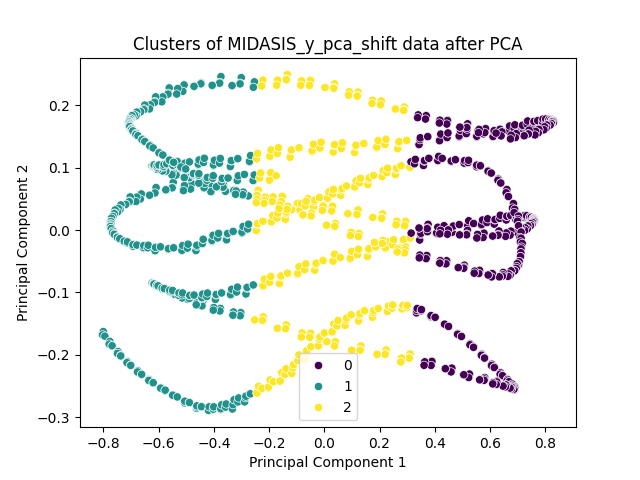 Clusters of MIDASIS_y_pca_shift data after PCA
Principal Component 2
0.2
0.1
0.0
−0.1
−0.2
−0.3
0
1
2
−0.8 −0.6 −0.4 −0.2 0.0 0.2 0.4 0.6 0.8
Principal Component 1